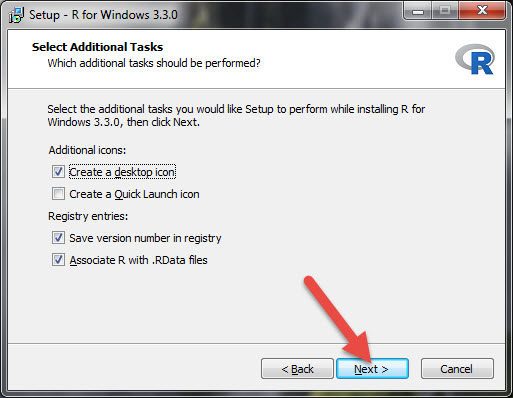 Setup - R for Windows 3.3.0
Select Additional Tasks
Which additional tasks should be performed?
R
Select the additional tasks you would like Setup to perform while installing R for
Windows 3.3.0, then click Next.
Additional icons:
Create a desktop icon
Create a Quick Launch icon
Registry entries:
Save version number in registry
Associate R with .RData files
< Back
Next >
Cancel